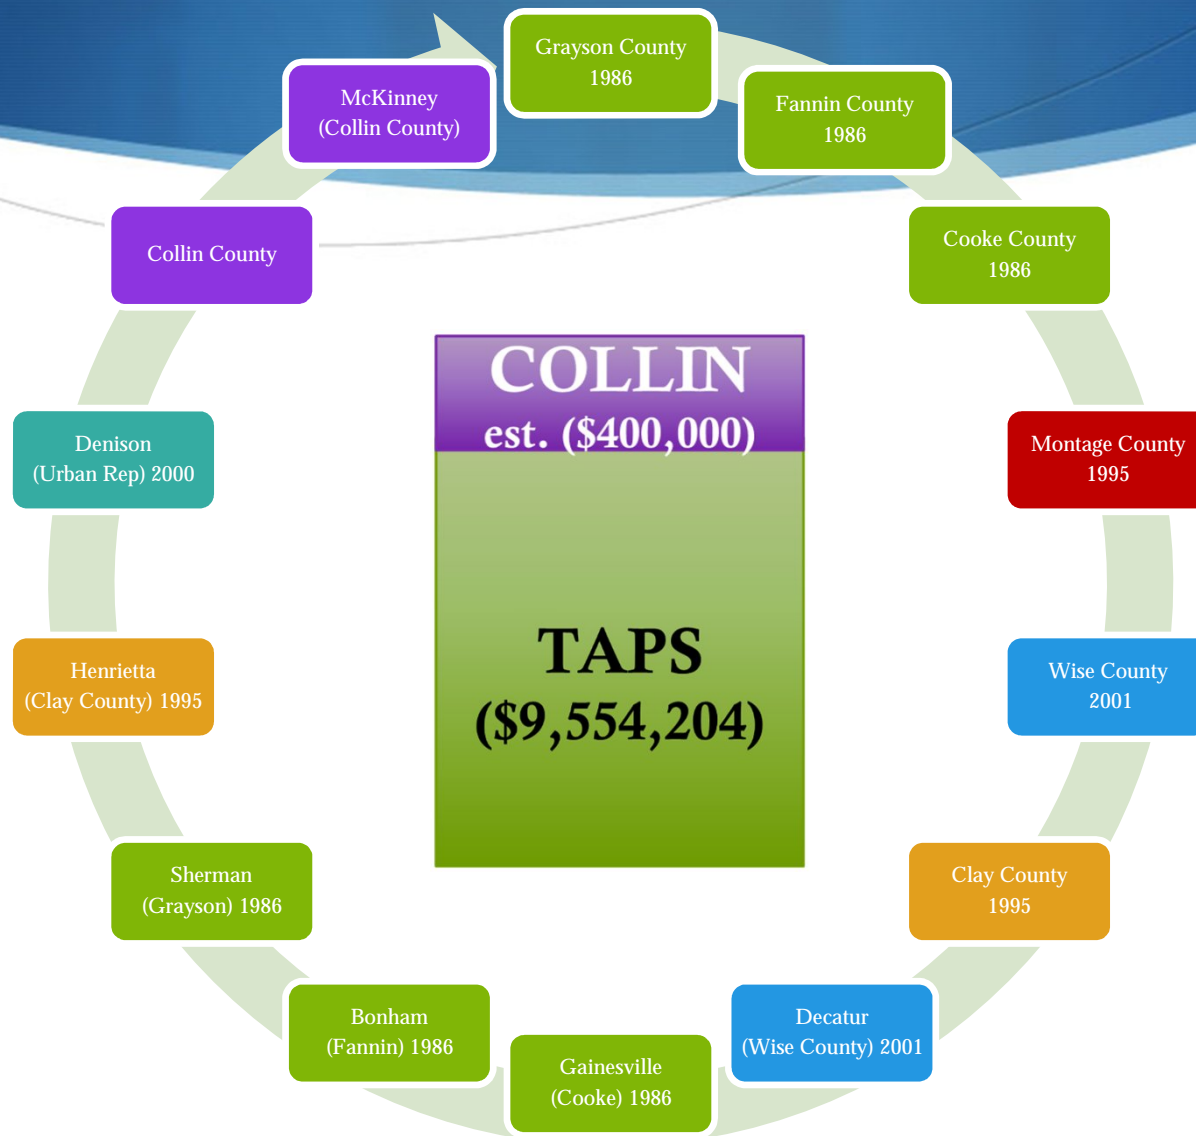 Grayson County
1986
Fannin County
1986
Cooke County
1986
Montage County
1995
Wise County
2001
Clay County
1995
Decatur
(Wise County) 2001
Gainesville
(Cooke) 1986
Bonham
(Fannin) 1986
Sherman
(Grayson) 1986
Henrietta
(Clay County) 1995
Denison
(Urban Rep) 2000
Collin County
McKinney
(Collin County)
COLLIN
est. ($400,000)
TAPS
($9,554,204)